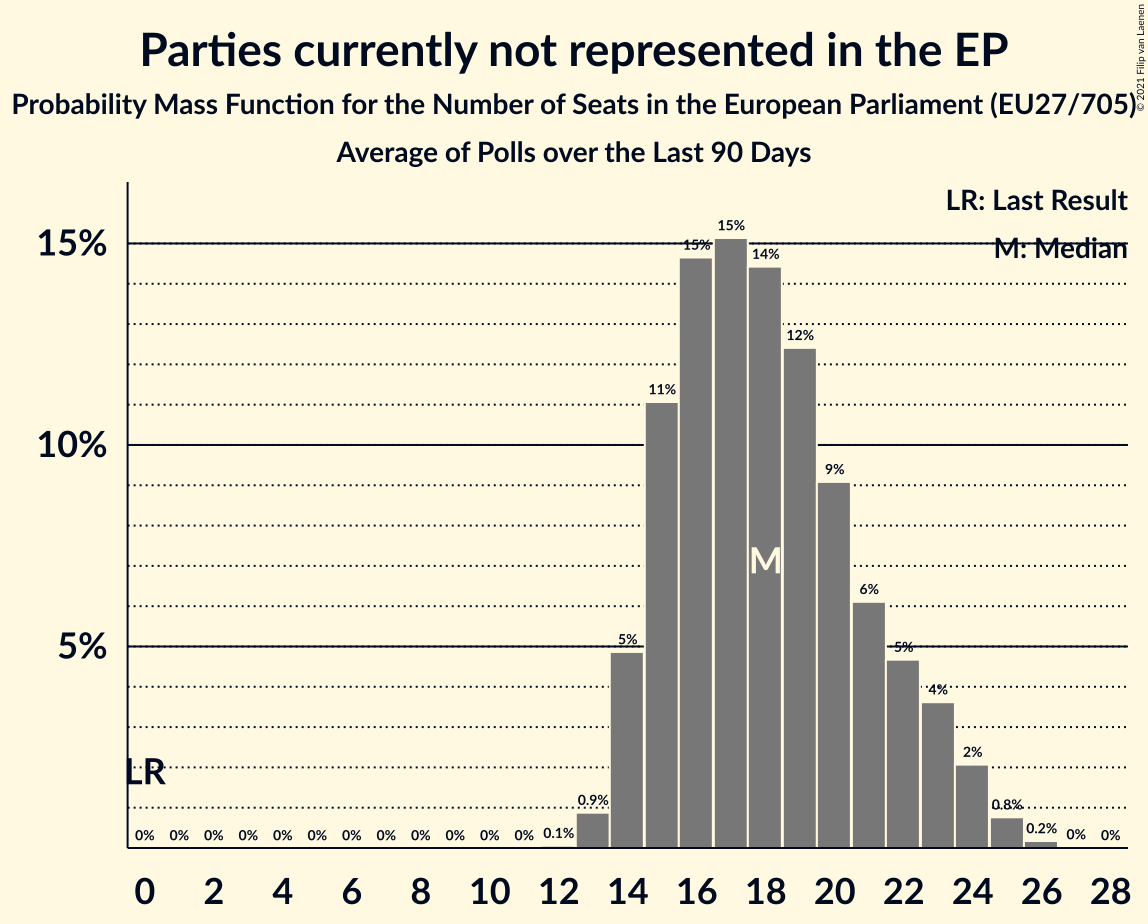 Parties currently not represented in the EP
Probability Mass Function for the Number of Seats in the European Parliament (EU27/705)
Average of Polls over the Last 90 Days
© 2021 Filip van Laenen
LR: Last Result
M: Median
15%
10%
5%
LR
M
0% 0% 0% 0% 0% 0% 0% 0% 0% 0% 0% 0% 0.1% 0.9% 5% 11% 15% 15% 14% 12% 9% 6% 5% 4% 2% 0.8% 0.2% 0% 0%
0 2 4 6 8 10 12 14 16 18 20 22 24 26 28